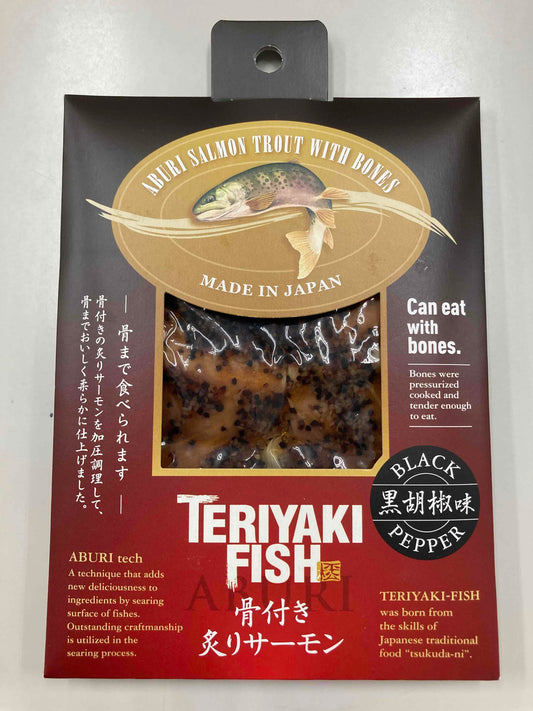 ABURI SALMON TROUT WITH BONES
MADE IN JAPAN
— 骨まで食べられます —
骨付きの炙りサーモンを加圧調理して、
骨までおいしく柔らかに仕上げました。
Can eat
with
bones.
Bones were
pressurized
cooked and
tender enough
to eat.
BLACK
黒胡椒味
PEPPER
TERIYAKI
FISH
ABURI
骨付き
炙りサーモン
ABURI tech
A technique that adds
new deliciousness to
ingredients by searing
surface of fishes.
Outstanding craftmanship
is utilized in the
searing process.
TERIYAKI-FISH
was born from
the skills of
Japanese traditional
food "tsukuda-ni".